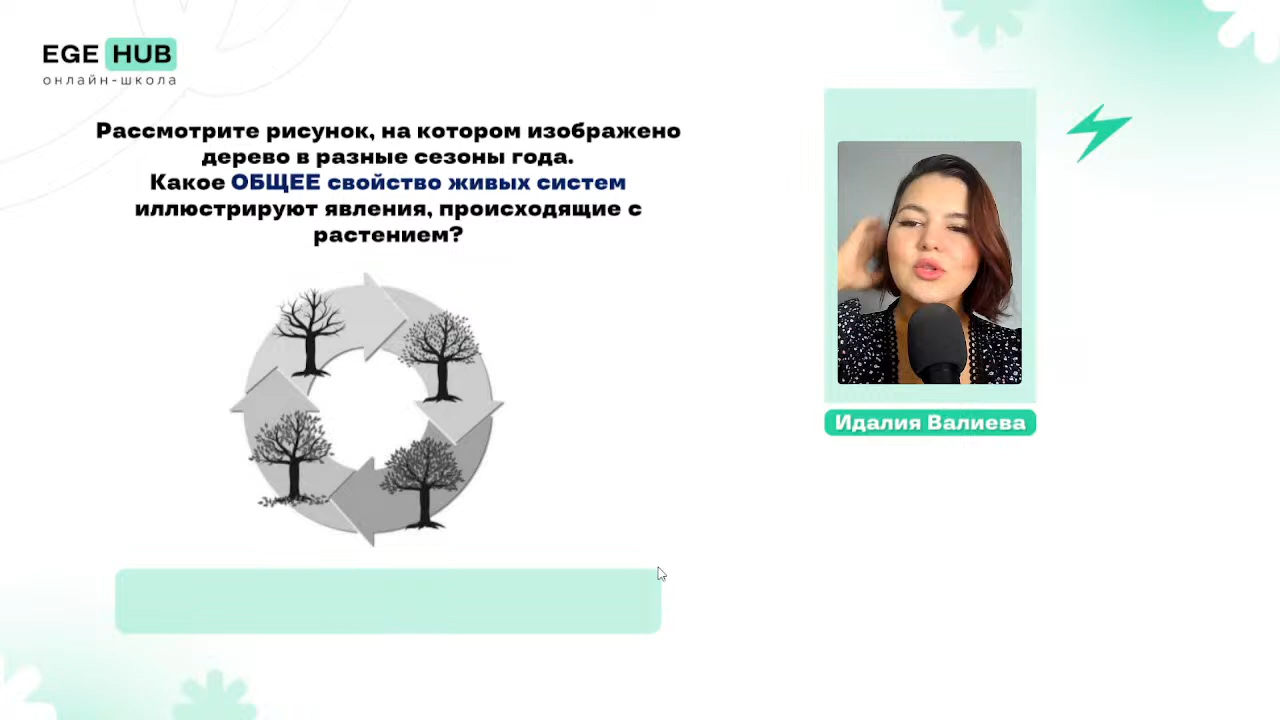 EGE HUB
онлайн-школа
Рассмотрите рисунок, на котором изображено
дерево в разные сезоны года.
Какое ОБЩЕЕ свойство живых систем
иллюстрируют явления, происходящие с
растением?
Идалия Валиева